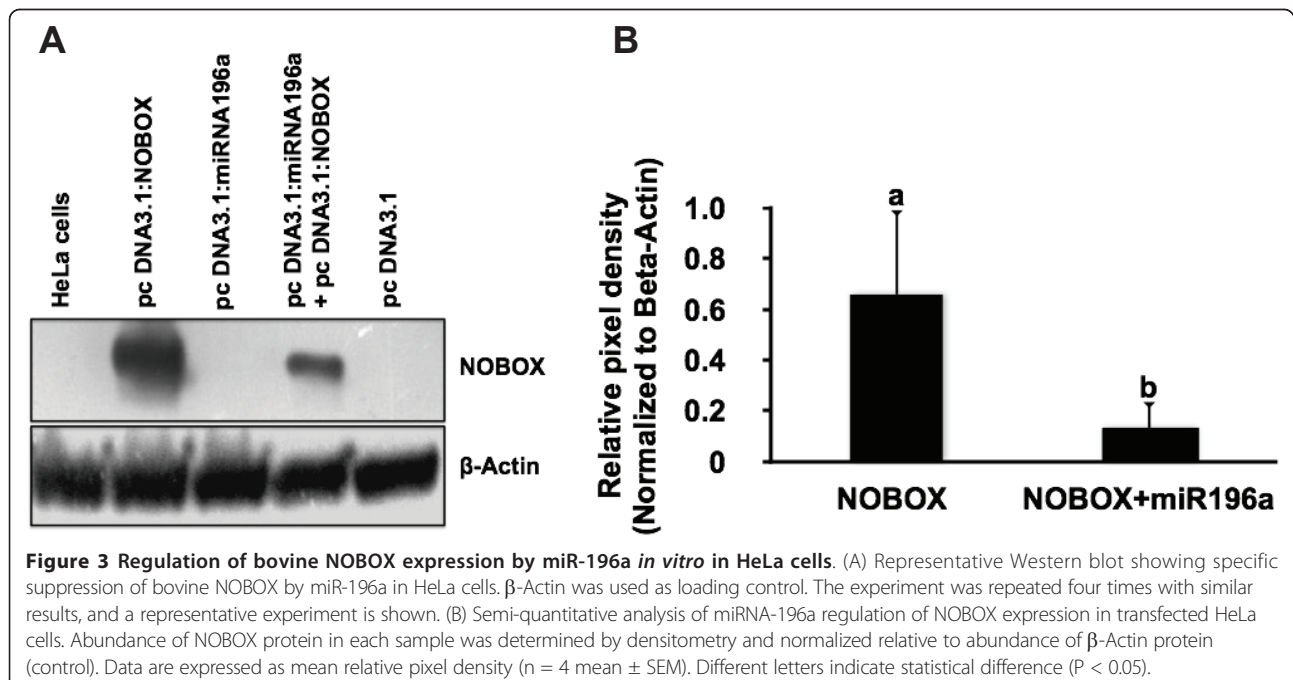 A
B
HeLa cells
pc DNA3.1:NOBOX
pc DNA3.1:miRNA196a
pc DNA3.1:miRNA196a
+ pc DNA3.1:NOBOX
pc DNA3.1
NOBOX
β-Actin
Relative pixel density
(Normalized to Beta-Actin)
1.0
0.8
0.6
0.4
0.2
0
a
b
NOBOX
NOBOX+miR196a
Figure 3 Regulation of bovine NOBOX expression by miR-196a in vitro in HeLa cells. (A) Representative Western blot showing specific
suppression of bovine NOBOX by miR-196a in HeLa cells. β-Actin was used as loading control. The experiment was repeated four times with similar
results, and a representative experiment is shown. (B) Semi-quantitative analysis of miRNA-196a regulation of NOBOX expression in transfected HeLa
cells. Abundance of NOBOX protein in each sample was determined by densitometry and normalized relative to abundance of β-Actin protein
(control). Data are expressed as mean relative pixel density (n = 4 mean ± SEM). Different letters indicate statistical difference (P < 0.05).